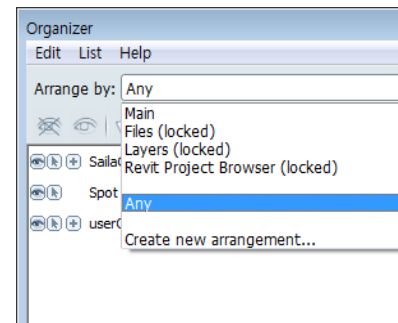 Organizer
Edit List Help
Arrange by: Any
Main
Files (locked)
Layers (locked)
Revit Project Browser (locked)
Any
Create new arrangement...
Spot